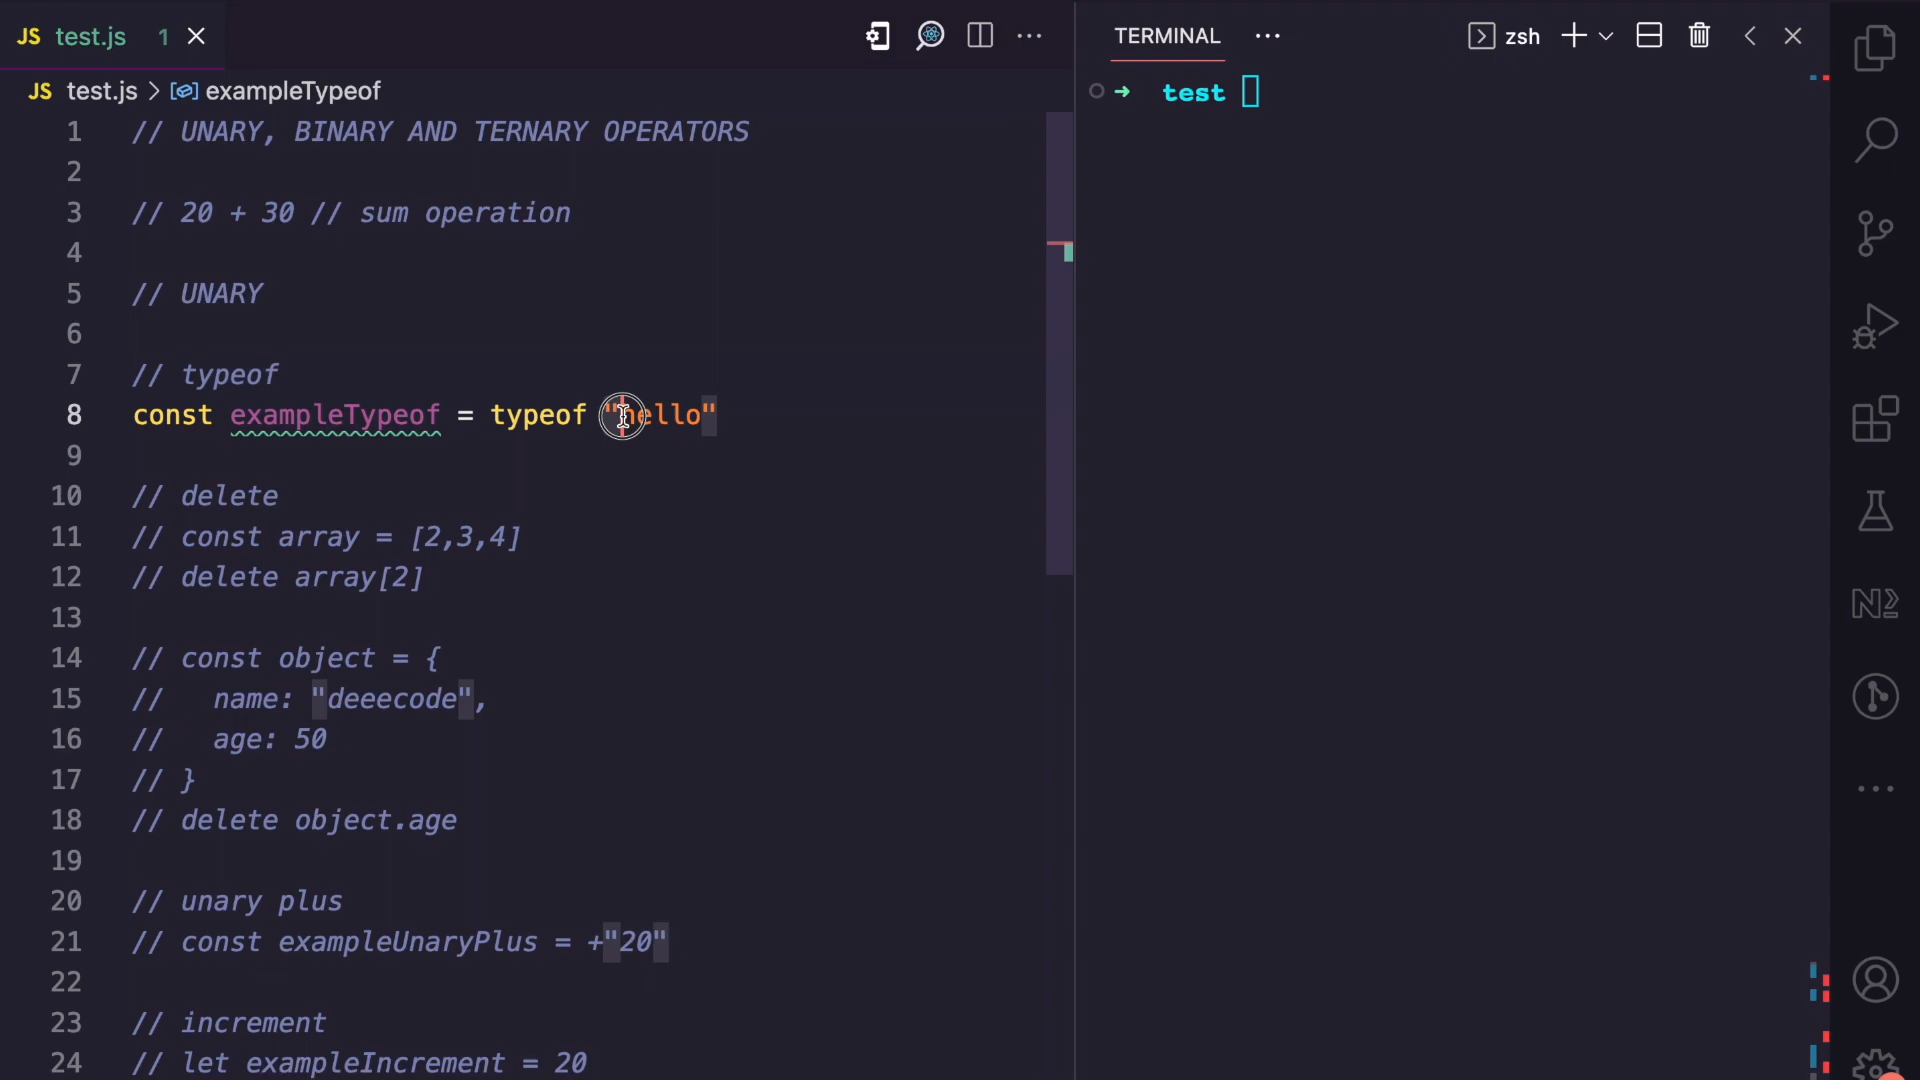 JS test.js 1
TERMINAL
zsh
JS test.js > exampleTypeof
➜ test
1 // UNARY, BINARY AND TERNARY OPERATORS
2
3 // 20 + 30 // sum operation
4
5 // UNARY
6
7 // typeof
8 const exampleTypeof = typeof "hello"
9
10 // delete
11 // const array = [2,3,4]
12 // delete array[2]
13
14 // const object = {
15 //   name: "deeecode",
16 //   age: 50
17 // }
18 // delete object.age
19
20 // unary plus
21 // const exampleUnaryPlus = +"20"
22
23 // increment
24 // let exampleIncrement = 20